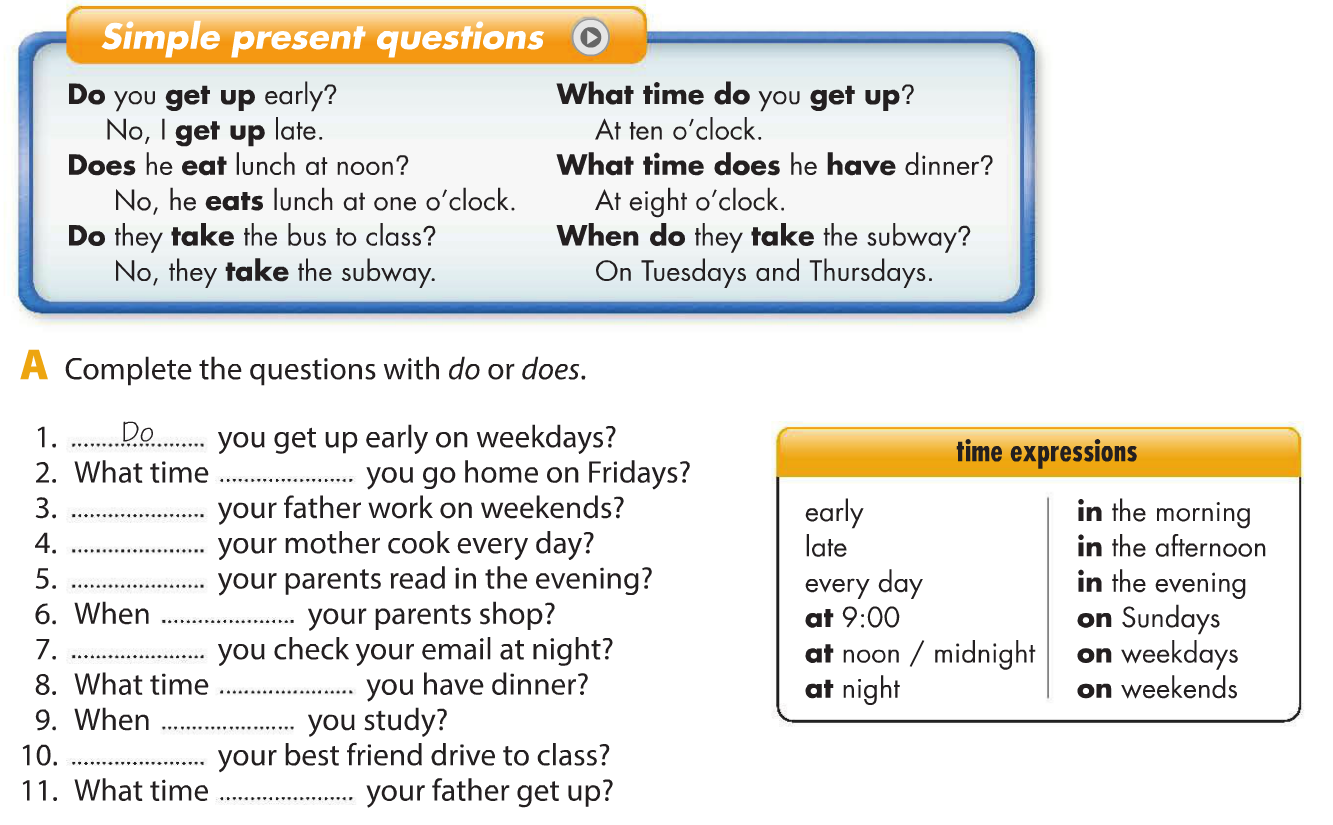 Simple present questions
Do you get up early?
No, I get up late.
Does he eat lunch at noon?
No, he eats lunch at one o'clock.
Do they take the bus to class?
No, they take the subway.
What time do you get up?
At ten o'clock.
What time does he have dinner?
At eight o'clock.
When do they take the subway?
On Tuesdays and Thursdays.
A Complete the questions with do or does.
1. ......Do...... you get up early on weekdays?
2. What time ...................... you go home on Fridays?
3. ...................... your father work on weekends?
4. ...................... your mother cook every day?
5. ...................... your parents read in the evening?
6. When ...................... your parents shop?
7. ...................... you check your email at night?
8. What time ...................... you have dinner?
9. When ...................... you study?
10. ...................... your best friend drive to class?
11. What time ...................... your father get up?
time expressions
early
late
every day
at 9:00
at noon / midnight
at night
in the morning
in the afternoon
in the evening
on Sundays
on weekdays
on weekends